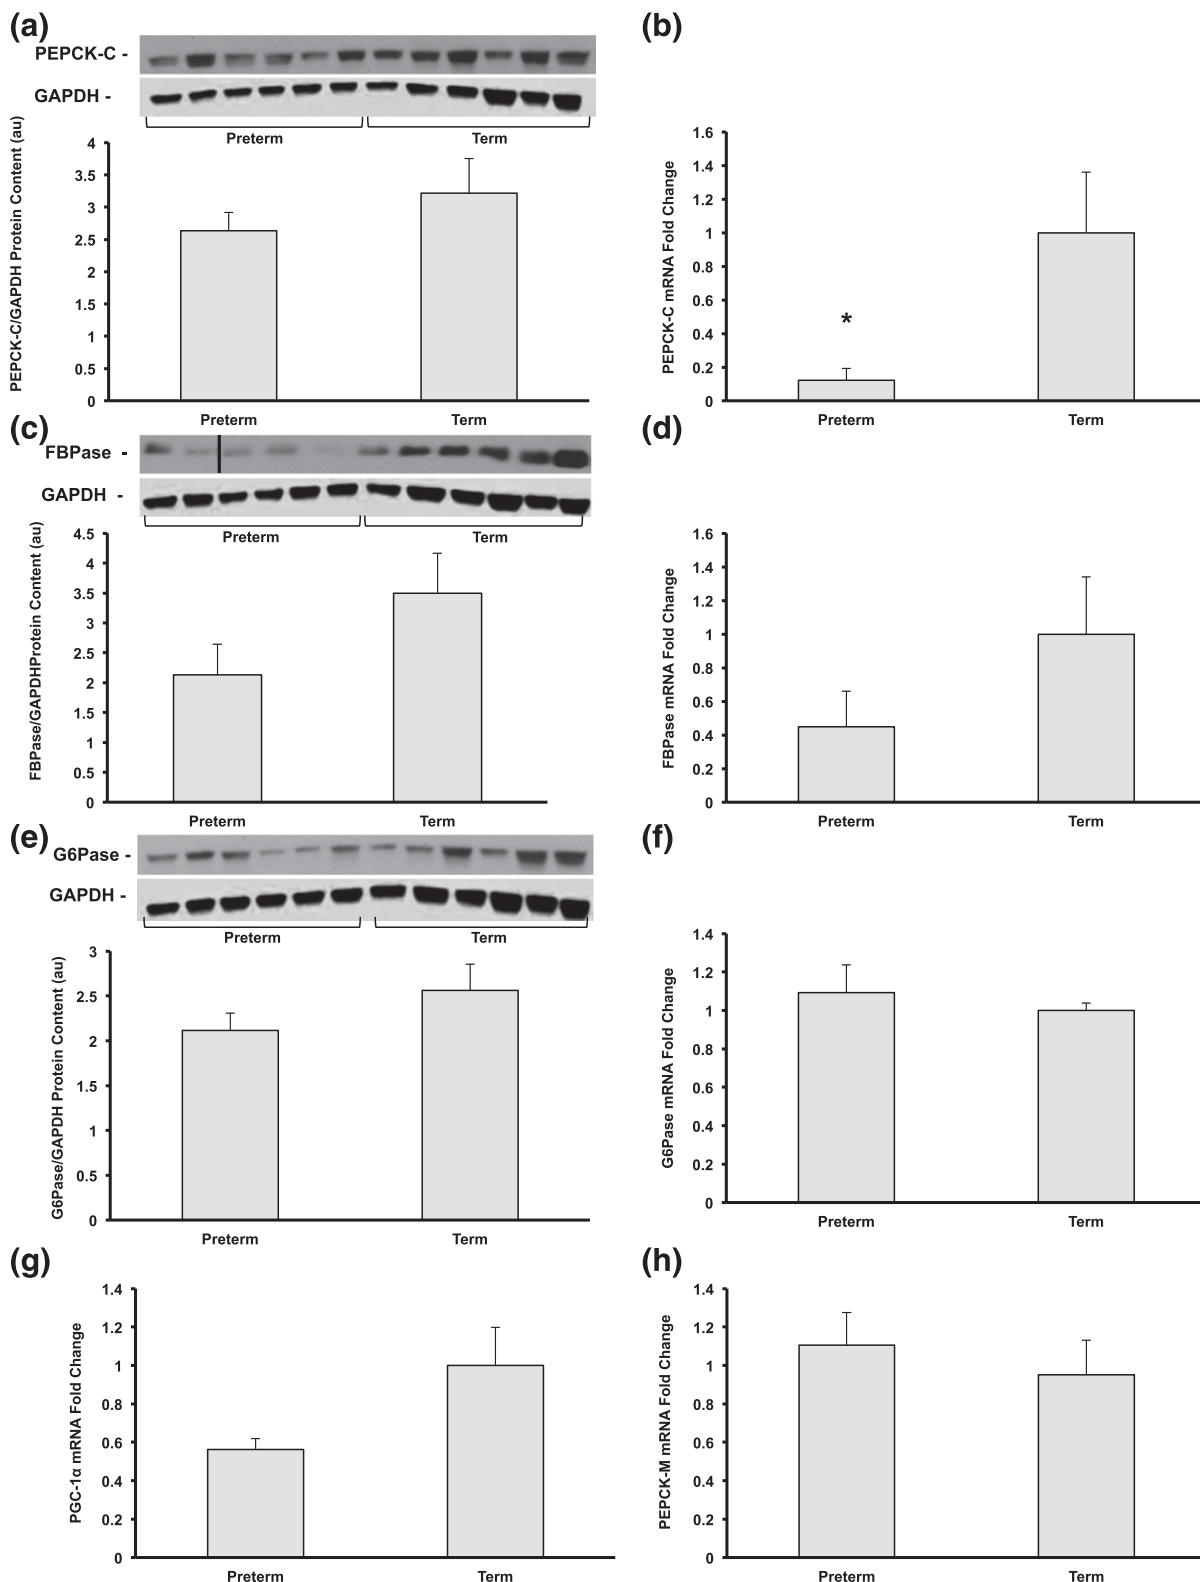 (a)
PEPCK-C -
GAPDH -
Preterm Term
PEPCK-C/GAPDH Protein Content (au)
4
3.5
3
2.5
2
1.5
1
0.5
0
Preterm Term
(b)
PEPCK-C mRNA Fold Change
1.6
1.4
1.2
1
0.8
0.6
0.4
0.2
0
*
Preterm Term
(c)
FBPase -
GAPDH -
Preterm Term
FBPase/GAPDHProtein Content (au)
4.5
4
3.5
3
2.5
2
1.5
1
0.5
0
Preterm Term
(d)
FBPase mRNA Fold Change
1.6
1.4
1.2
1
0.8
0.6
0.4
0.2
0
Preterm Term
(e)
G6Pase -
GAPDH -
Preterm Term
G6Pase/GAPDH Protein Content (au)
3
2.5
2
1.5
1
0.5
0
Preterm Term
(f)
G6Pase mRNA Fold Change
1.4
1.2
1
0.8
0.6
0.4
0.2
0
Preterm Term
(g)
PGC-1α mRNA Fold Change
1.4
1.2
1
0.8
0.6
0.4
0.2
0
Preterm Term
(h)
PEPCK-M mRNA Fold Change
1.4
1.2
1
0.8
0.6
0.4
0.2
0
Preterm Term